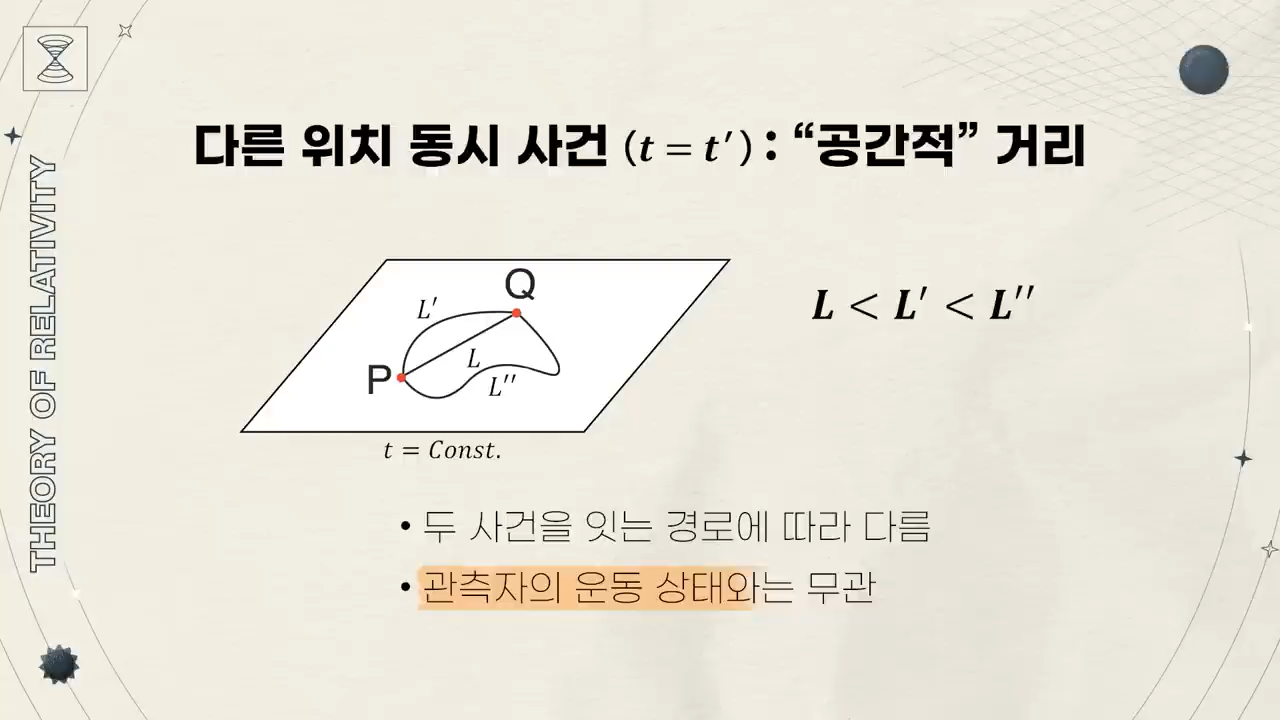 THEORY OF RELATIVITY
다른 위치 동시 사건 (t = t′) : “공간적” 거리
Q
L′
L
P
L′′
t = Const.
L < L′ < L′′
• 두 사건을 잇는 경로에 따라 다름
• 관측자의 운동 상태와는 무관